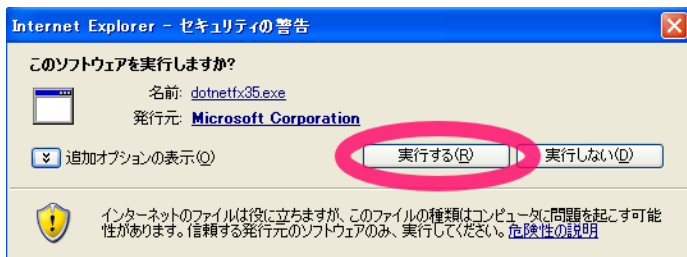 Internet Explorer - セキュリティの警告
このソフトウェアを実行しますか?
名前: dotnetfx35.exe
発行元: Microsoft Corporation
追加オプションの表示(O)
実行する(R)
実行しない(D)
インターネットのファイルは役に立ちますが、このファイルの種類はコンピュータに問題を起こす可能
性があります。信頼する発行元のソフトウェアのみ、実行してください。危険性の説明